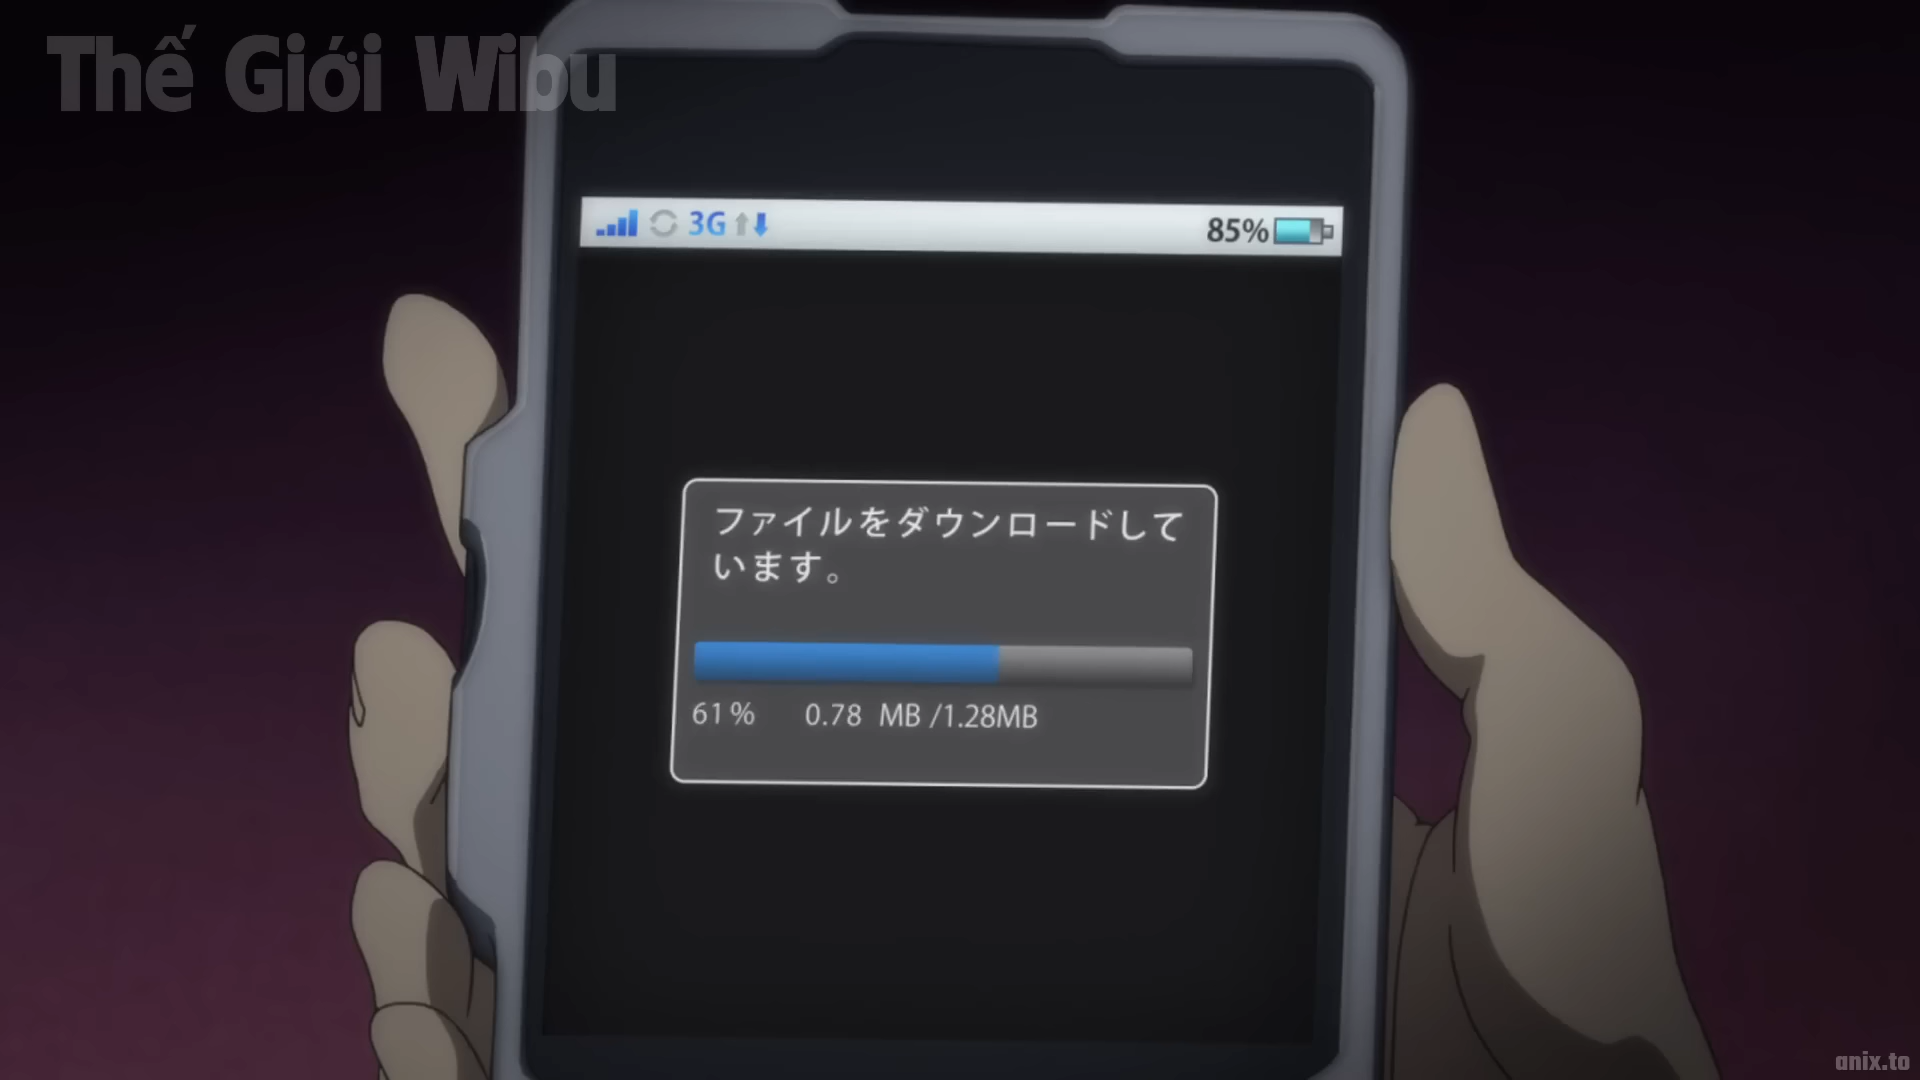 Thế Giới Wibu
3G
85%
ファイルをダウンロードして
います。
61% 0.78 MB /1.28MB
anix.to